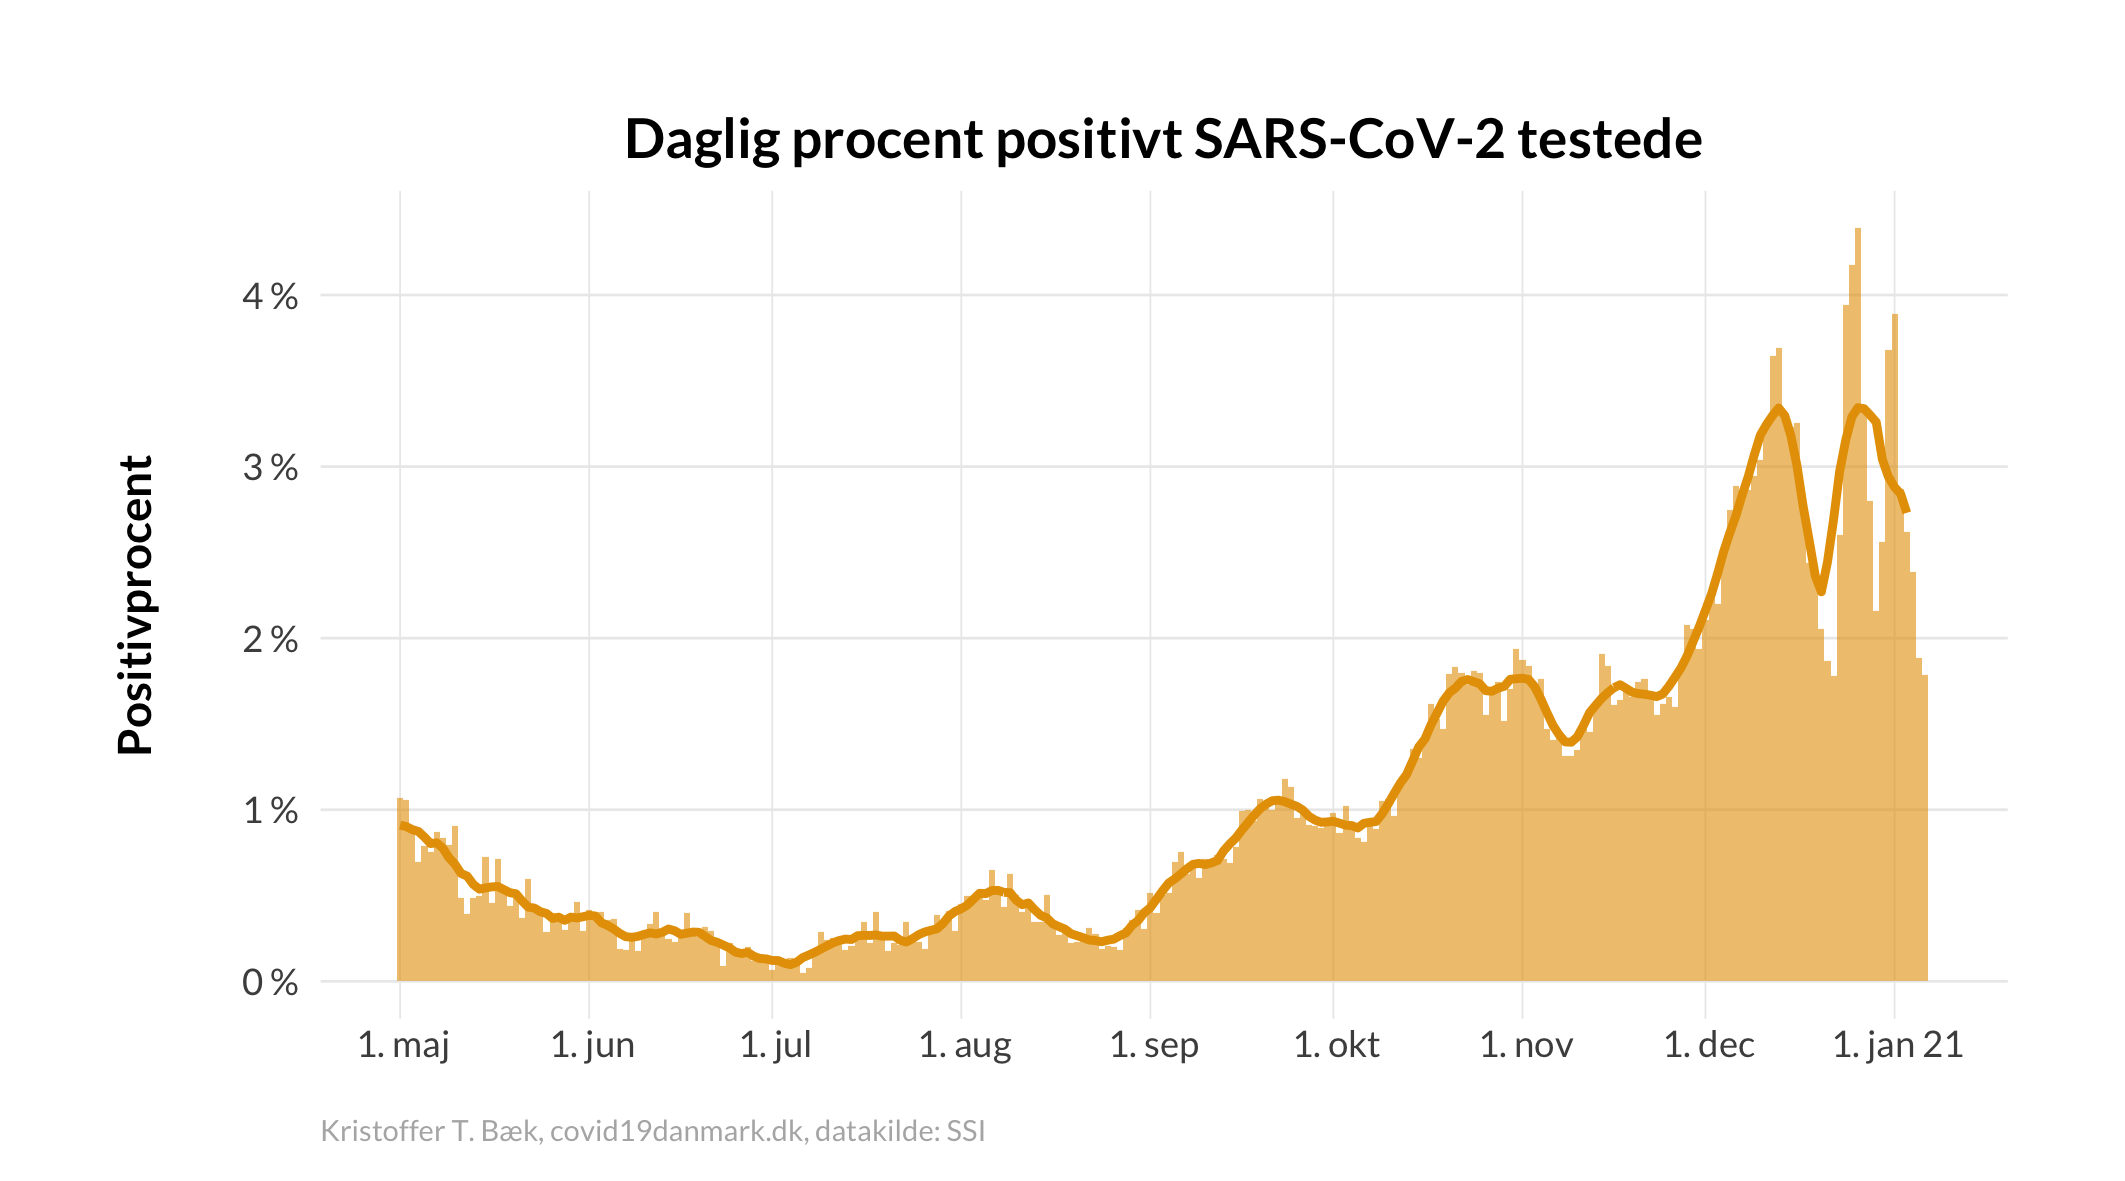 Daglig procent positivt SARS-CoV-2 testede
Positivprocent
4 %
3 %
2 %
1 %
0 %
1. maj
1. jun
1. jul
1. aug
1. sep
1. okt
1. nov
1. dec
1. jan 21
Kristoffer T. Bæk, covid19danmark.dk, datakilde: SSI